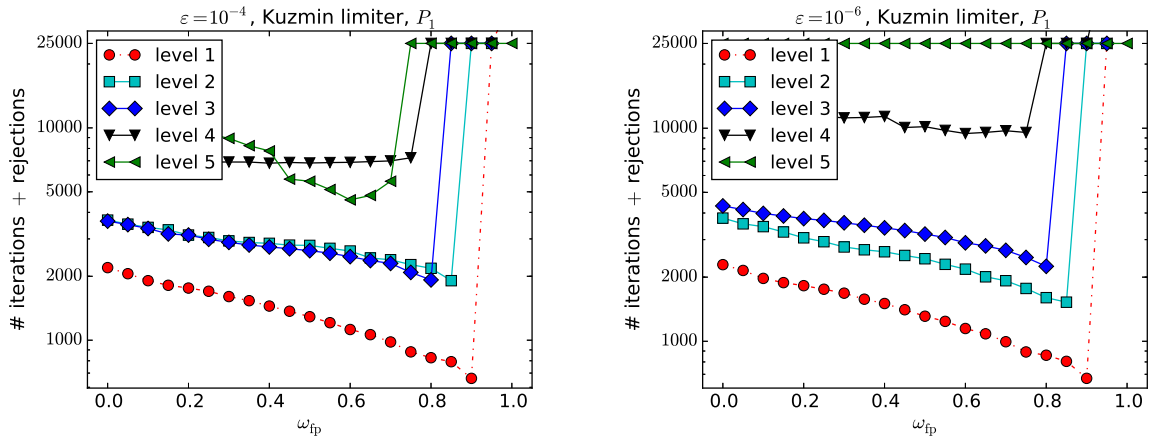 ε=10⁻⁴, Kuzmin limiter, P₁
25000
10000
5000
2000
1000
# iterations + rejections
level 1
level 2
level 3
level 4
level 5
0.0 0.2 0.4 0.6 0.8 1.0
ω_fp
ε=10⁻⁶, Kuzmin limiter, P₁
25000
10000
5000
2000
1000
# iterations + rejections
level 1
level 2
level 3
level 4
level 5
0.0 0.2 0.4 0.6 0.8 1.0
ω_fp